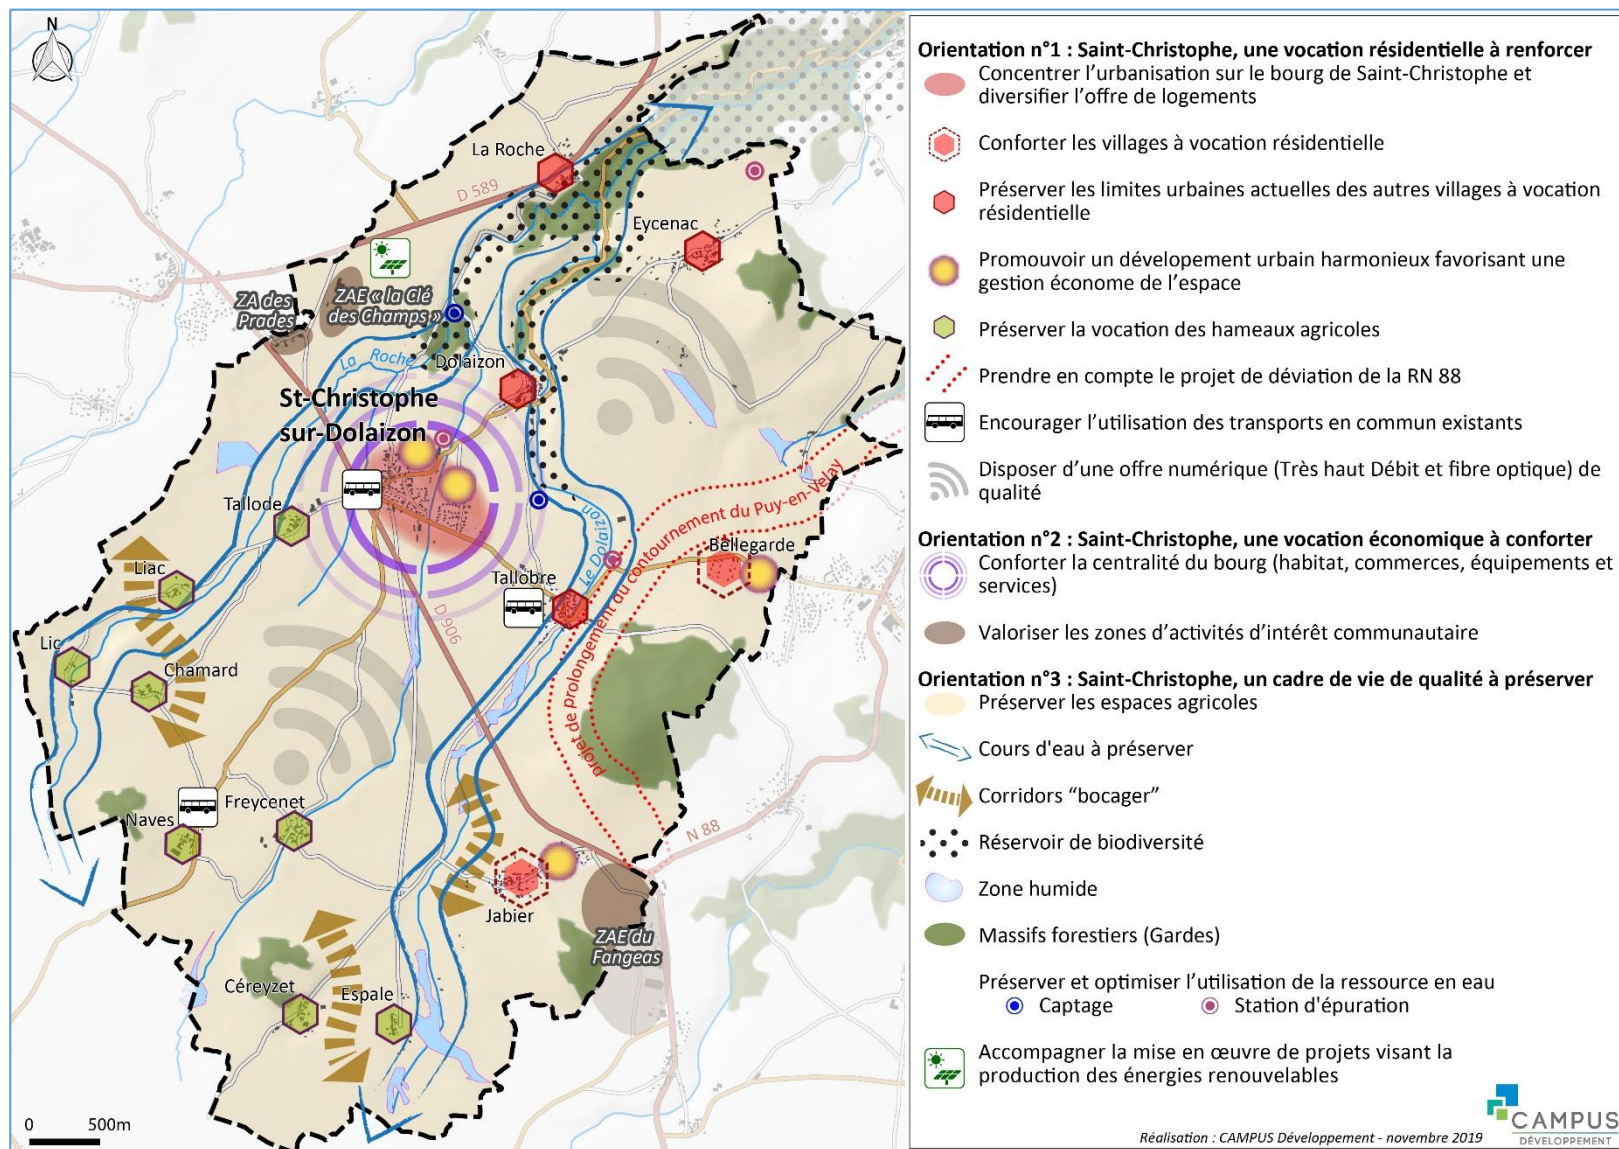 N
La Roche
D 589
Eycenac
ZAE « la Clé
des Champs »
ZA des
Prades
La Roche
Dolaizon
St-Christophe
sur-Dolaizon
Tallode
Le Dolaizon
projet de prolongement du contournement du Puy-en-Velay
Bellegarde
Liac
Tallobre
D 906
Lic
Chamard
Freycenet
Naves
N 88
Jabier
ZAE du
Fangeas
Céreyzet
Espale
0 500m
Orientation n°1 : Saint-Christophe, une vocation résidentielle à renforcer
Concentrer l'urbanisation sur le bourg de Saint-Christophe et
diversifier l'offre de logements
Conforter les villages à vocation résidentielle
Préserver les limites urbaines actuelles des autres villages à vocation
résidentielle
Promouvoir un dévelopement urbain harmonieux favorisant une
gestion économe de l'espace
Préserver la vocation des hameaux agricoles
Prendre en compte le projet de déviation de la RN 88
Encourager l'utilisation des transports en commun existants
Disposer d'une offre numérique (Très haut Débit et fibre optique) de
qualité
Orientation n°2 : Saint-Christophe, une vocation économique à conforter
Conforter la centralité du bourg (habitat, commerces, équipements et
services)
Valoriser les zones d'activités d'intérêt communautaire
Orientation n°3 : Saint-Christophe, un cadre de vie de qualité à préserver
Préserver les espaces agricoles
Cours d'eau à préserver
Corridors "bocager"
Réservoir de biodiversité
Zone humide
Massifs forestiers (Gardes)
Préserver et optimiser l'utilisation de la ressource en eau
Captage Station d'épuration
Accompagner la mise en œuvre de projets visant la
production des énergies renouvelables
Réalisation : CAMPUS Développement - novembre 2019
CAMPUS
DÉVELOPPEMENT